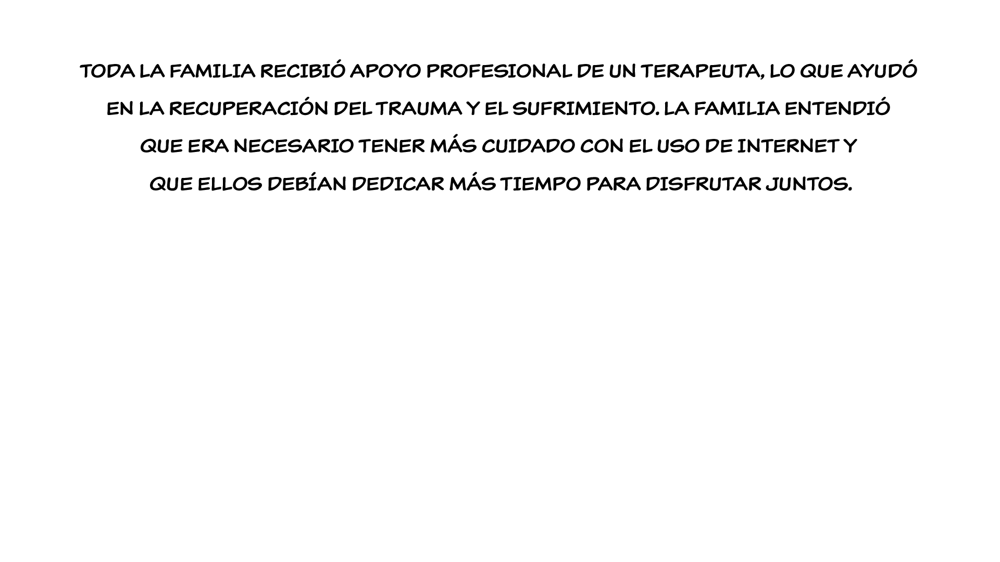 TODA LA FAMILIA RECIBIÓ APOYO PROFESIONAL DE UN TERAPEUTA, LO QUE AYUDÓ
EN LA RECUPERACIÓN DEL TRAUMA Y EL SUFRIMIENTO. LA FAMILIA ENTENDIÓ
QUE ERA NECESARIO TENER MÁS CUIDADO CON EL USO DE INTERNET Y
QUE ELLOS DEBÍAN DEDICAR MÁS TIEMPO PARA DISFRUTAR JUNTOS.